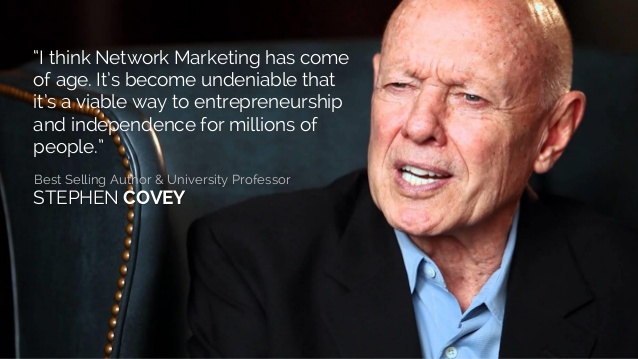 “I think Network Marketing has come
of age. It’s become undeniable that
it’s a viable way to entrepreneurship
and independence for millions of
people.”
Best Selling Author & University Professor
STEPHEN COVEY